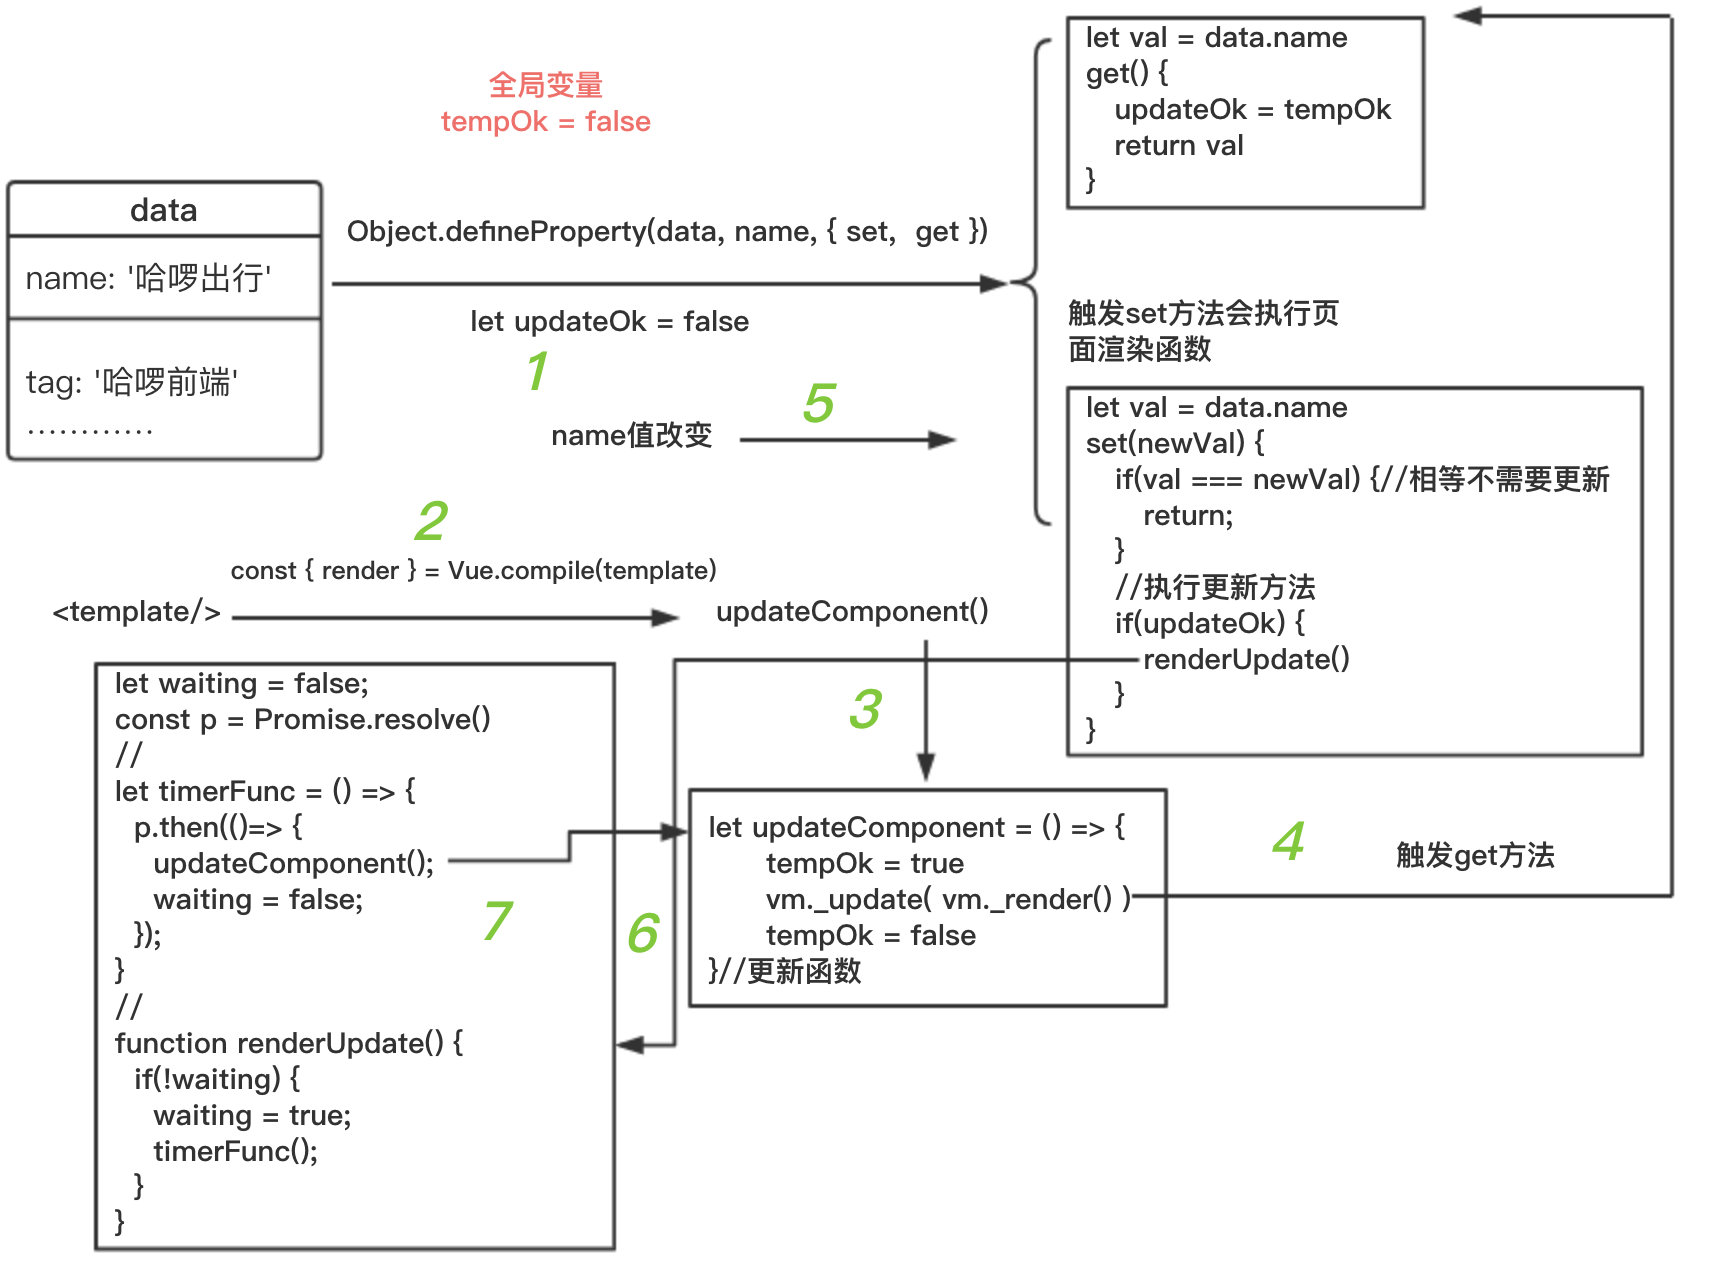 全局变量
tempOk = false
data
name: '哈啰出行'
tag: '哈啰前端'
............
Object.defineProperty(data, name, { set,  get })
let updateOk = false
1
let val = data.name
get() {
updateOk = tempOk
return val
}
触发set方法会执行页
面渲染函数
name值改变
5
let val = data.name
set(newVal) {
if(val === newVal) {//相等不需要更新
return;
}
//执行更新方法
if(updateOk) {
renderUpdate()
}
}
2
const { render } = Vue.compile(template)
<template/>
updateComponent()
3
let waiting = false;
const p = Promise.resolve()
//
let timerFunc = () => {
p.then(()=> {
updateComponent();
waiting = false;
});
}
//
function renderUpdate() {
if(!waiting) {
waiting = true;
timerFunc();
}
}
7
6
let updateComponent = () => {
tempOk = true
vm._update( vm._render() )
tempOk = false
}//更新函数
4
触发get方法